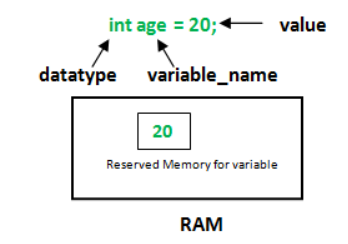 int age = 20; value
datatype variable_name
20
Reserved Memory for variable
RAM